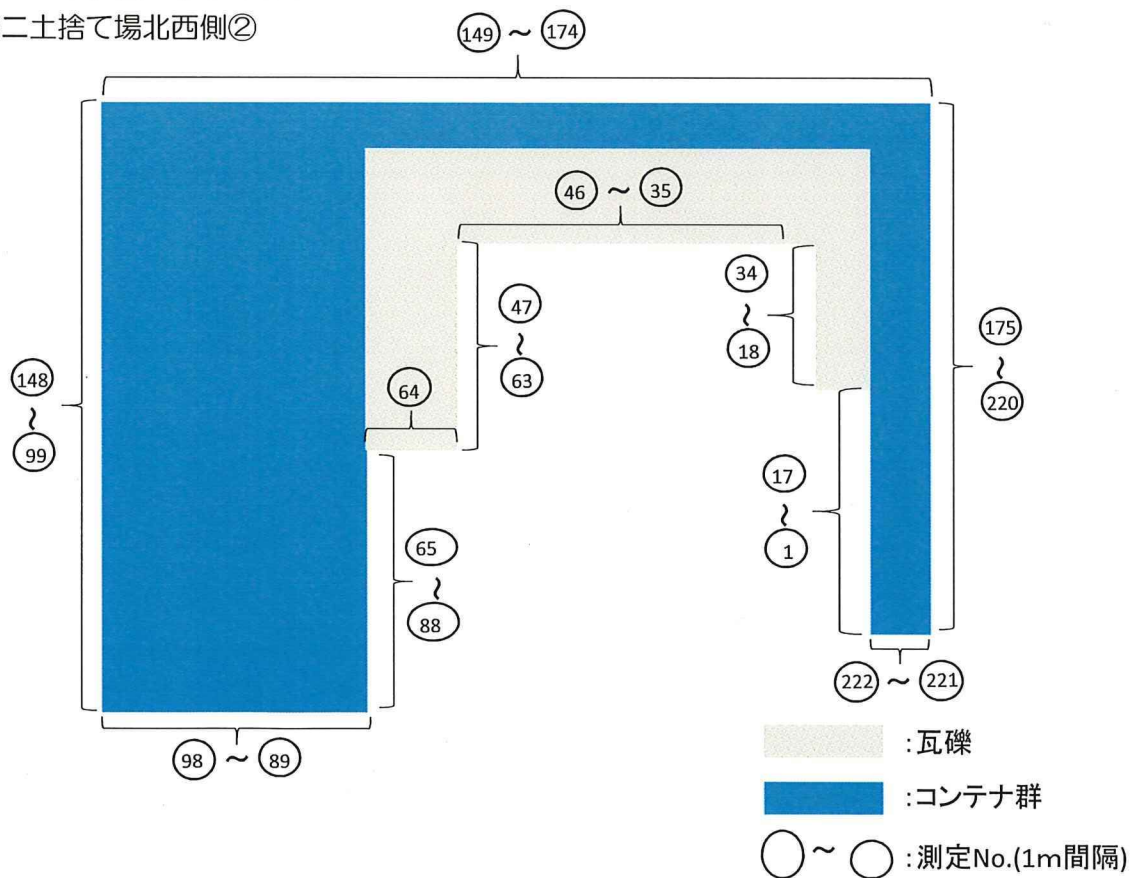 二土捨て場北西側②
149 ～ 174
46 ～ 35
34
～
18
47
～
63
175
～
220
148
～
99
64
17
～
1
65
～
88
222 ～ 221
98 ～ 89
:瓦礫
:コンテナ群
～ :測定No.(1m間隔)